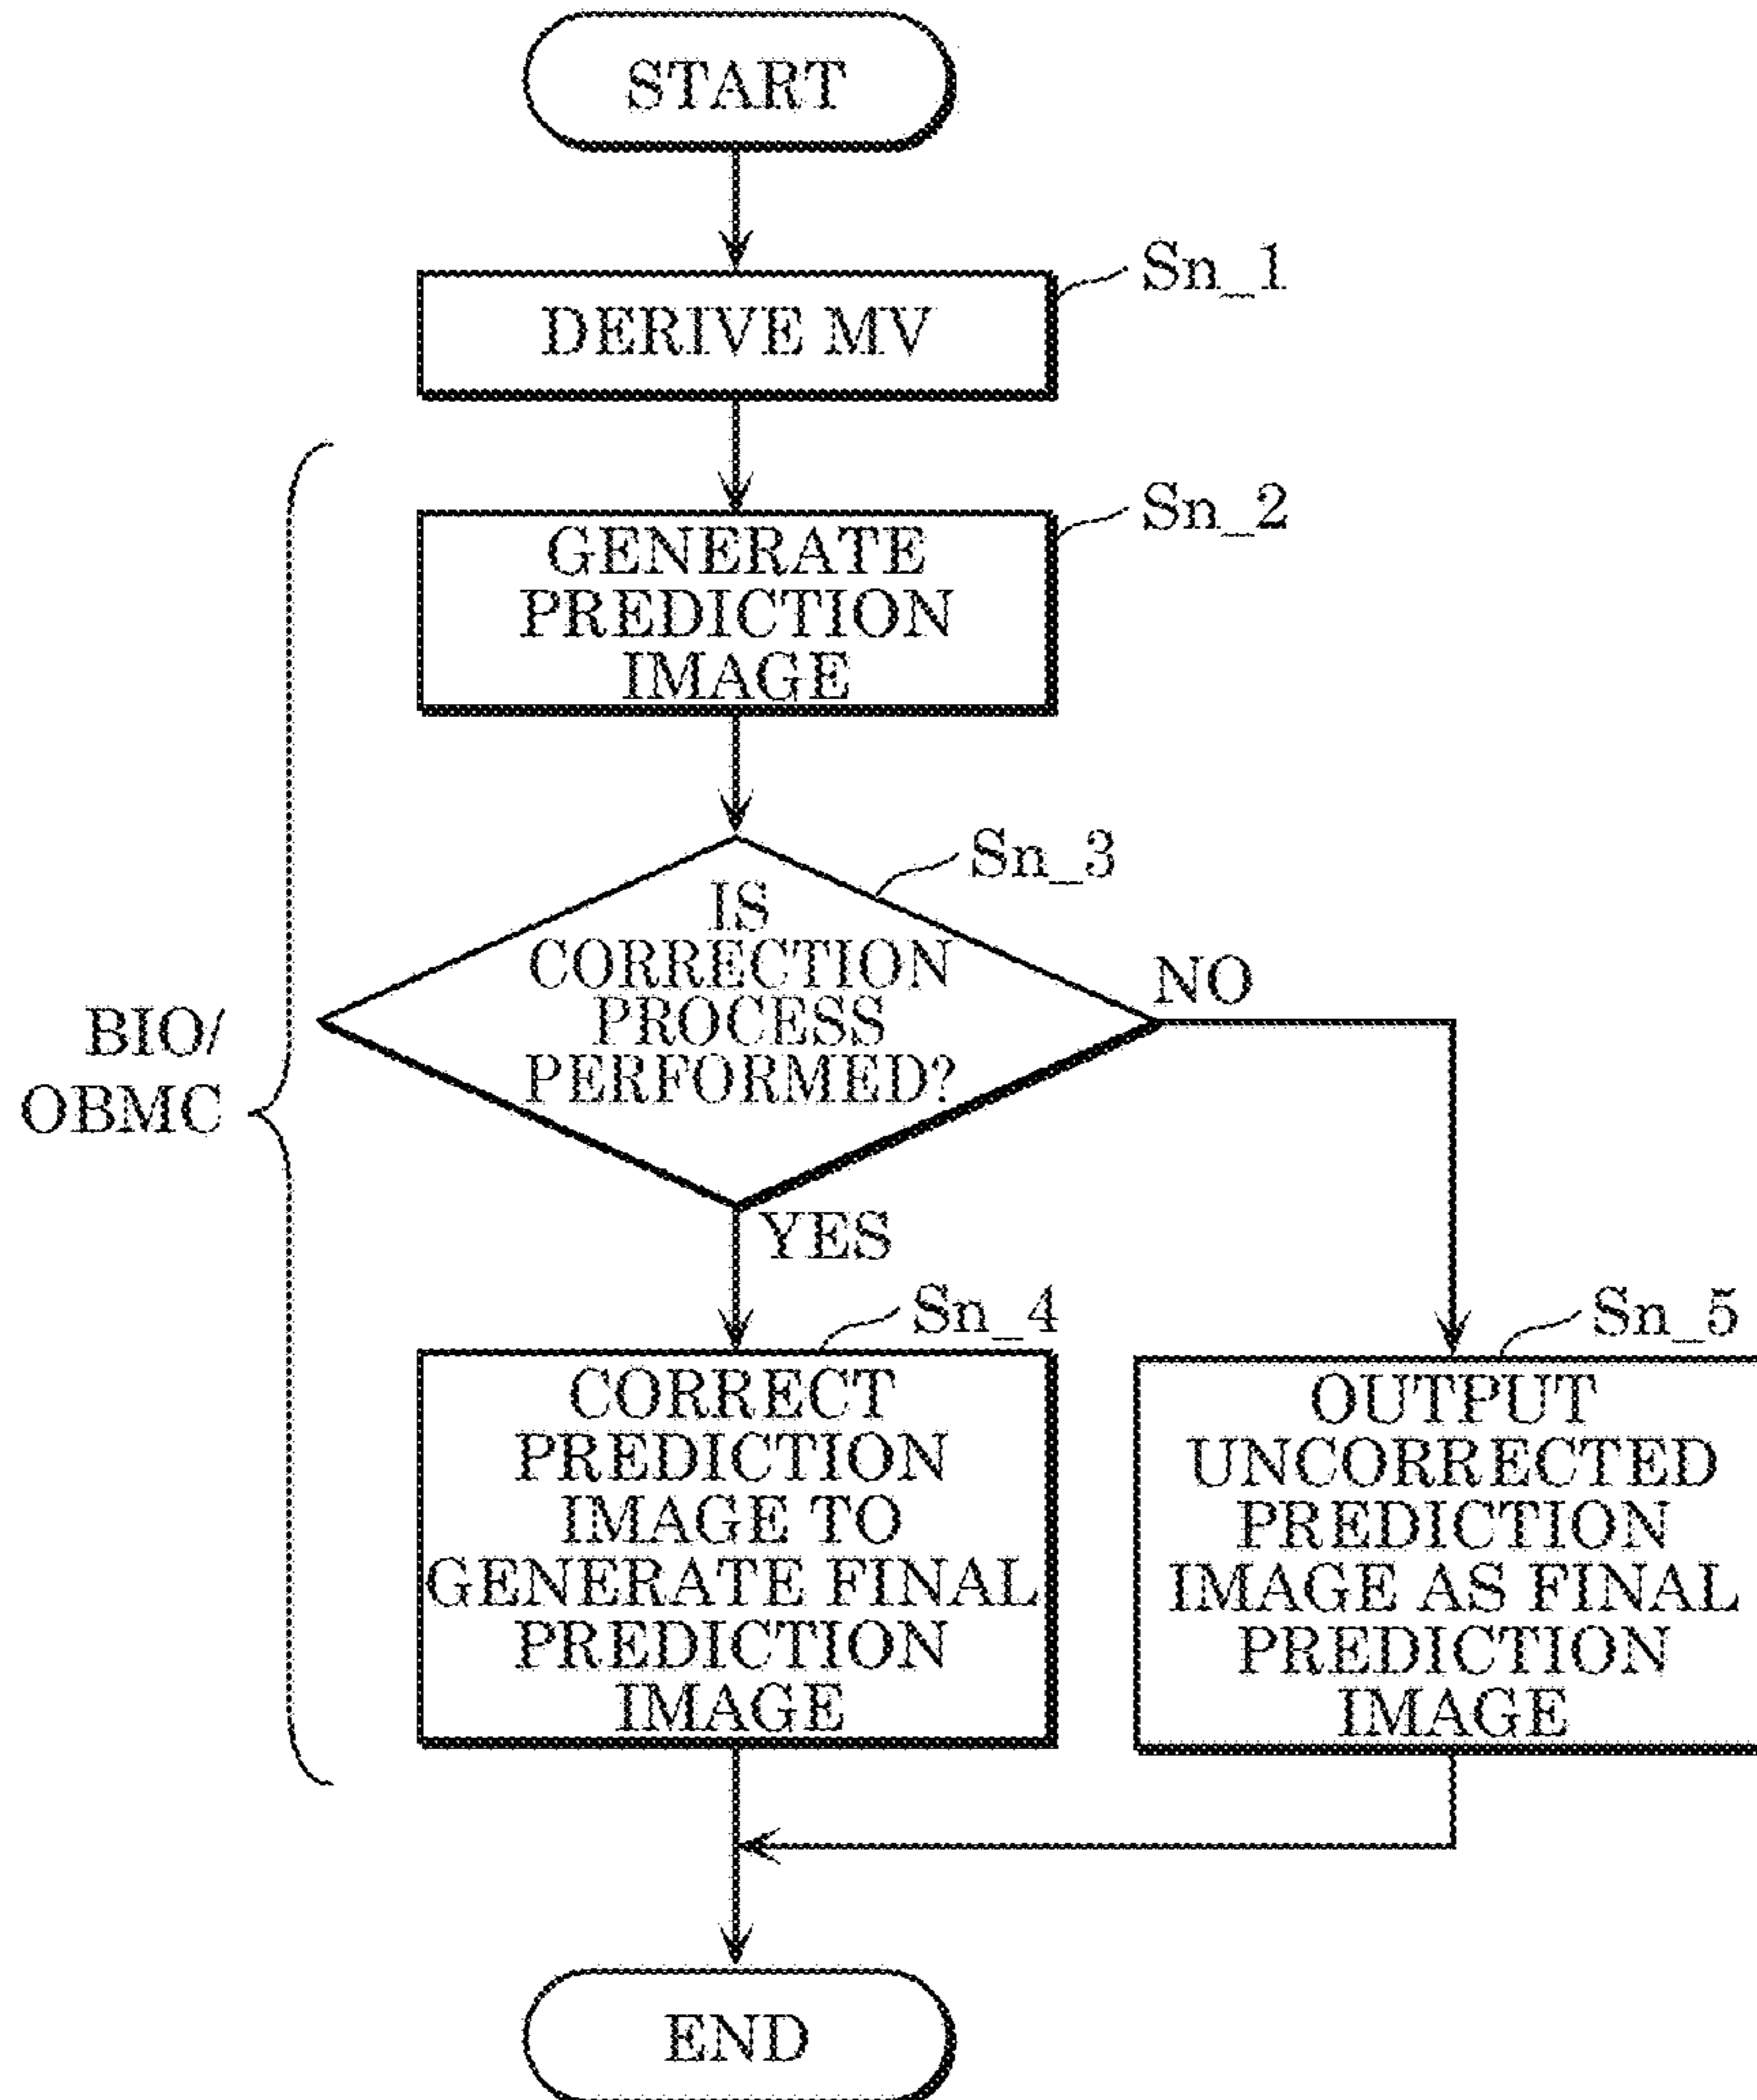 START
Sn_1
DERIVE MV
Sn_2
GENERATE
PREDICTION
IMAGE
Sn_3
IS
CORRECTION
PROCESS
PERFORMED?
NO
BIO/
OBMC
YES
Sn_4
CORRECT
PREDICTION
IMAGE TO
GENERATE FINAL
PREDICTION
IMAGE
Sn_5
OUTPUT
UNCORRECTED
PREDICTION
IMAGE AS FINAL
PREDICTION
IMAGE
END